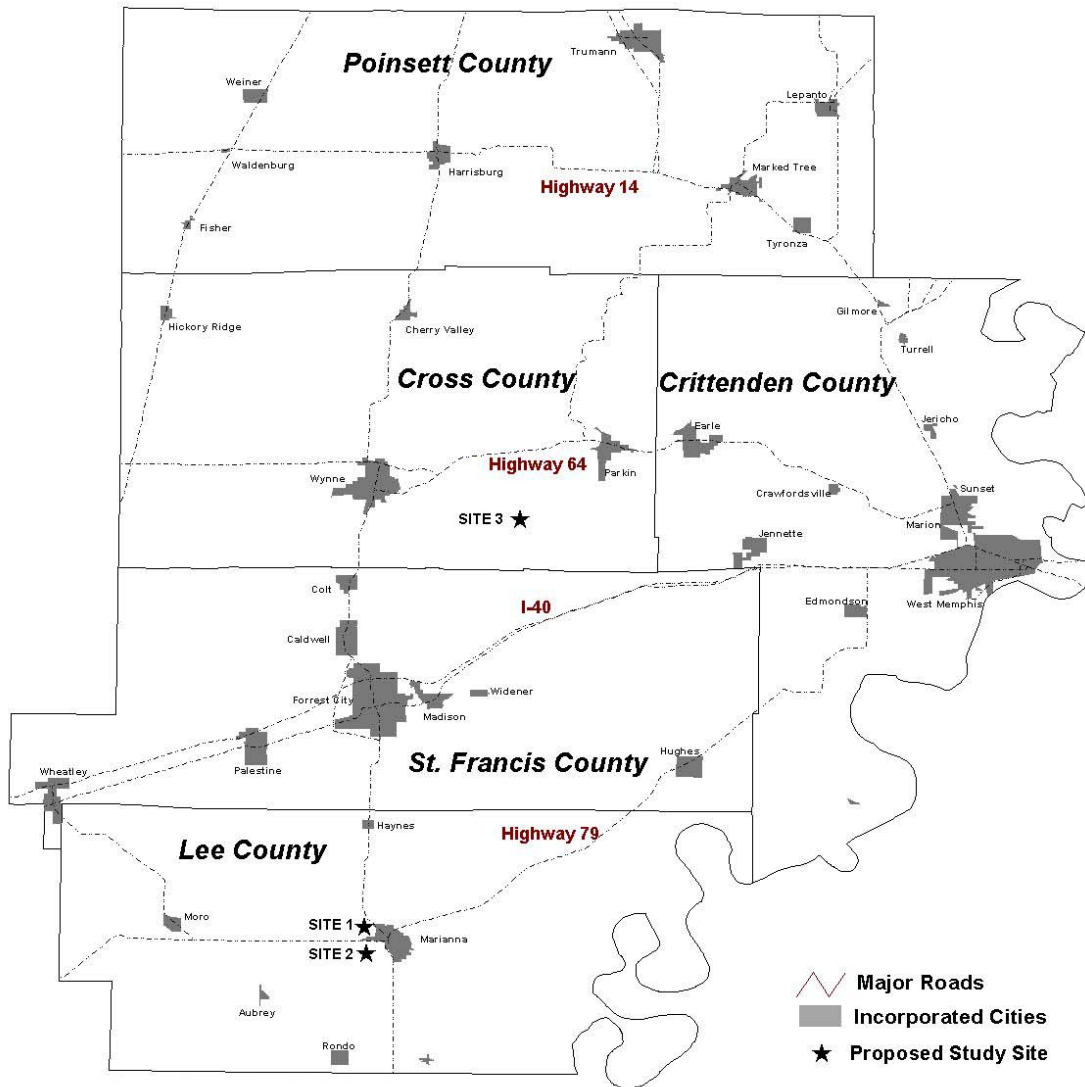 Poinsett County
Trumann
Weiner
Lepanto
Waldenburg
Harrisburg
Marked Tree
Highway 14
Fisher
Tyronza
Hickory Ridge
Cherry Valley
Gilmore
Turrell
Cross County
Crittenden County
Earle
Jericho
Highway 64
Parkin
Wynne
Crawfordsville
Sunset
SITE 3
Marion
Jennette
Colt
I-40
Edmondson
West Memphis
Caldwell
Forrest City
Widener
Madison
St. Francis County
Hughes
Wheatley
Palestine
Haynes
Highway 79
Lee County
Moro
SITE 1
Marianna
SITE 2
Aubrey
Rondo
Major Roads
Incorporated Cities
Proposed Study Site